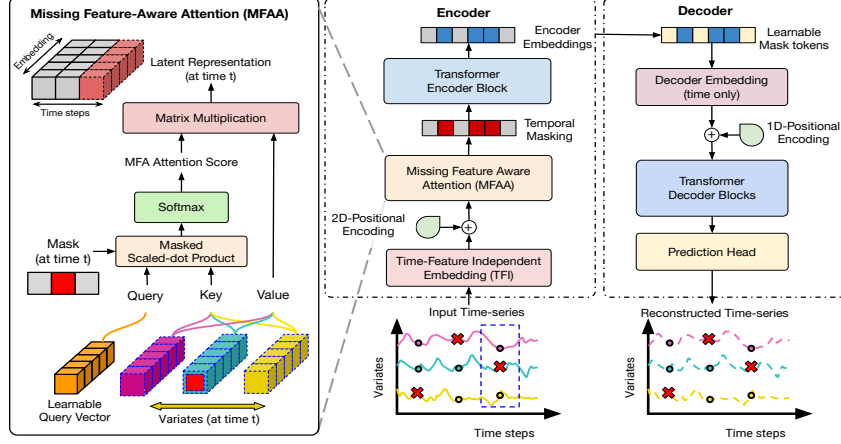 Missing Feature-Aware Attention (MFAA)
Embedding
Time steps
Latent Representation
(at time t)
Matrix Multiplication
MFA Attention Score
Softmax
Mask
(at time t)
Masked
Scaled-dot Product
Query
Key
Value
Learnable
Query Vector
Variates (at time t)
Encoder
Encoder
Embeddings
Transformer
Encoder Block
Temporal
Masking
Missing Feature Aware
Attention (MFAA)
2D-Positional
Encoding
Time-Feature Independent
Embedding (TFI)
Input Time-series
Variates
Time steps
Decoder
Learnable
Mask tokens
Decoder Embedding
(time only)
1D-Positional
Encoding
Transformer
Decoder Blocks
Prediction Head
Reconstructed Time-series
Variates
Time steps